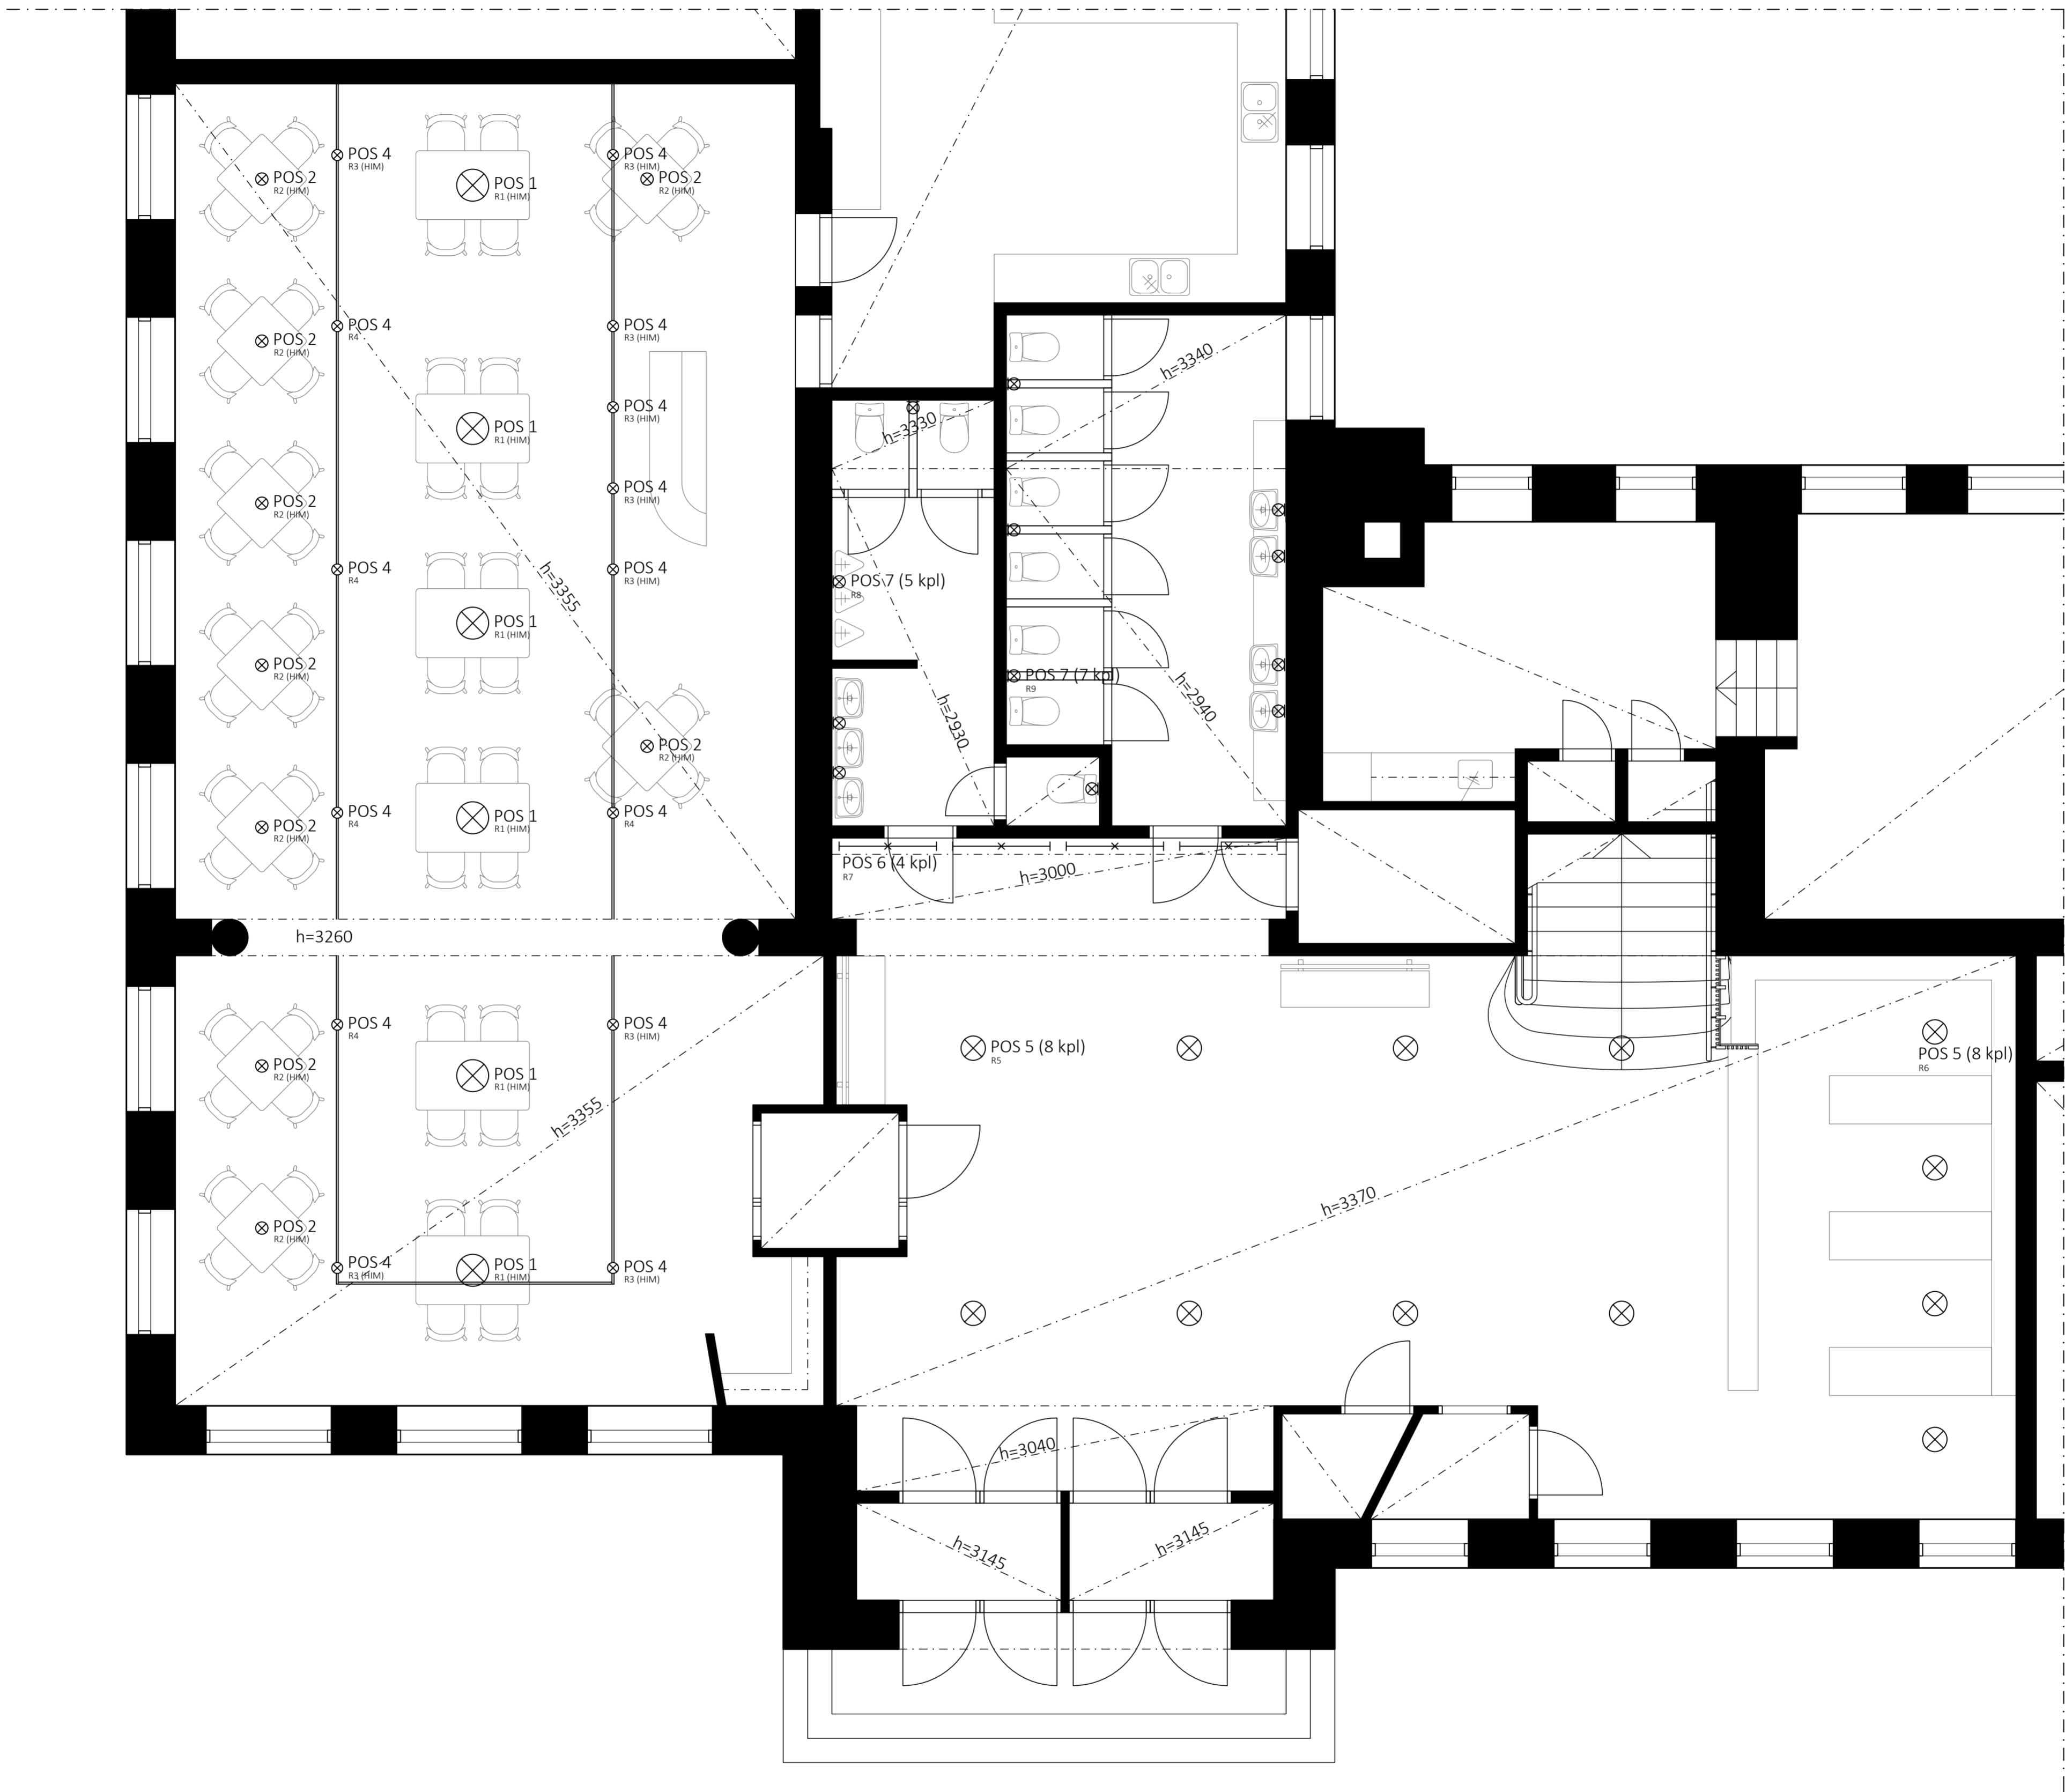 POS 4
R3 (HIM)
POS 4
R3 (HIM)
POS 2
R2 (HIM)
POS 1
R1 (HIM)
POS 2
R2 (HIM)
POS 4
R4
POS 4
R3 (HIM)
POS 2
R2 (HIM)
h=3340
POS 4
R3 (HIM)
POS 1
R1 (HIM)
h=3330
POS 4
R3 (HIM)
POS 2
R2 (HIM)
POS 4
R4
POS 4
R3 (HIM)
h=3355
POS 7 (5 kpl)
R8
POS 1
R1 (HIM)
POS 2
R2 (HIM)
POS 7 (7 kpl)
R9
h=2940
h=2930
POS 2
R2 (HIM)
POS 4
R4
POS 1
R1 (HIM)
POS 4
R4
POS 2
R2 (HIM)
POS 6 (4 kpl)
R7
h=3000
h=3260
POS 4
R4
POS 4
R3 (HIM)
POS 5 (8 kpl)
R5
POS 5 (8 kpl)
R6
POS 2
R2 (HIM)
POS 1
R1 (HIM)
h=3355
h=3370
POS 2
R2 (HIM)
POS 4
R3 (HIM)
POS 1
R1 (HIM)
POS 4
R3 (HIM)
h=3040
h=3145
h=3145